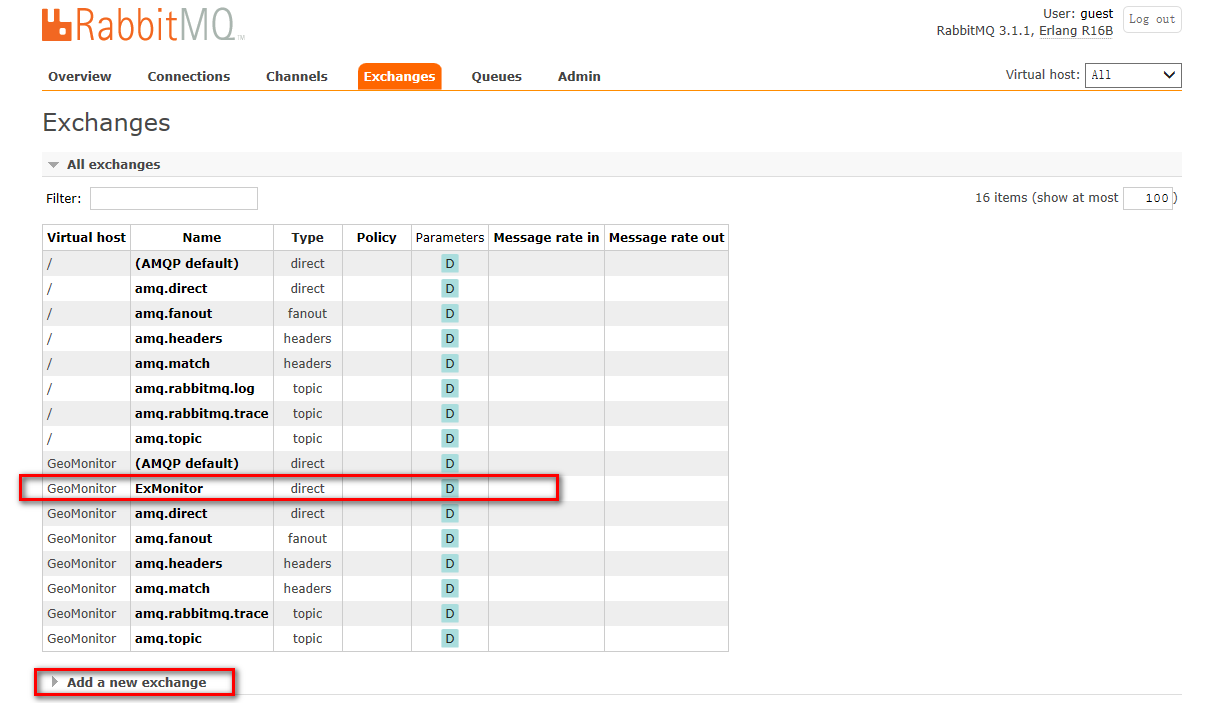 RabbitMQ™
User: guest
Log out
RabbitMQ 3.1.1, Erlang R16B
Overview Connections Channels Exchanges Queues Admin
Virtual host: All
Exchanges
All exchanges
Filter:
16 items (show at most 100 )
Virtual host Name Type Policy Parameters Message rate in Message rate out
/ (AMQP default) direct D
/ amq.direct direct D
/ amq.fanout fanout D
/ amq.headers headers D
/ amq.match headers D
/ amq.rabbitmq.log topic D
/ amq.rabbitmq.trace topic D
/ amq.topic topic D
GeoMonitor (AMQP default) direct D
GeoMonitor ExMonitor direct D
GeoMonitor amq.direct direct D
GeoMonitor amq.fanout fanout D
GeoMonitor amq.headers headers D
GeoMonitor amq.match headers D
GeoMonitor amq.rabbitmq.trace topic D
GeoMonitor amq.topic topic D
Add a new exchange